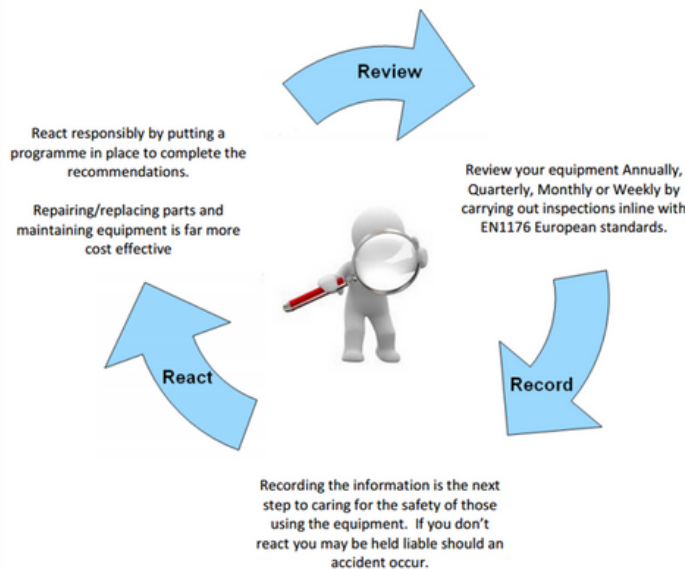 Review
React responsibly by putting a
programme in place to complete the
recommendations.
Repairing/replacing parts and
maintaining equipment is far more
cost effective
Review your equipment Annually,
Quarterly, Monthly or Weekly by
carrying out inspections inline with
EN1176 European standards.
React
Record
Recording the information is the next
step to caring for the safety of those
using the equipment.  If you don't
react you may be held liable should an
accident occur.